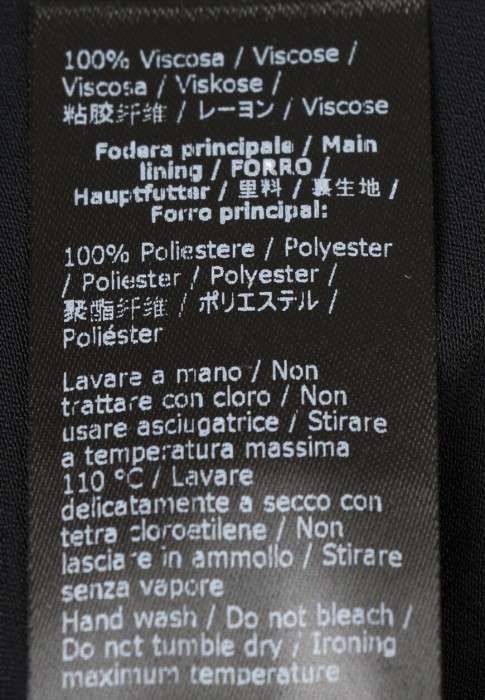 100% Viscosa / Viscose /
Viscosa / Viskose /
粘胶纤维 / レーヨン / Viscose
Fodera principale / Main
lining / FORRO /
Hauptfutter / 里料 / 裏生地 /
Forro principal:
100% Poliestere / Polyester
/ Poliester / Polyester /
聚酯纤维 / ポリエステル /
Poliéster
Lavare a mano / Non
trattare con cloro / Non
usare asciugatrice / Stirare
a temperatura massima
110 °C / Lavare
delicatamente a secco con
tetra cloroetilene / Non
lasciare in ammollo / Stirare
senza vapore
Hand wash / Do not bleach /
Do not tumble dry / Ironing
maximum temperature